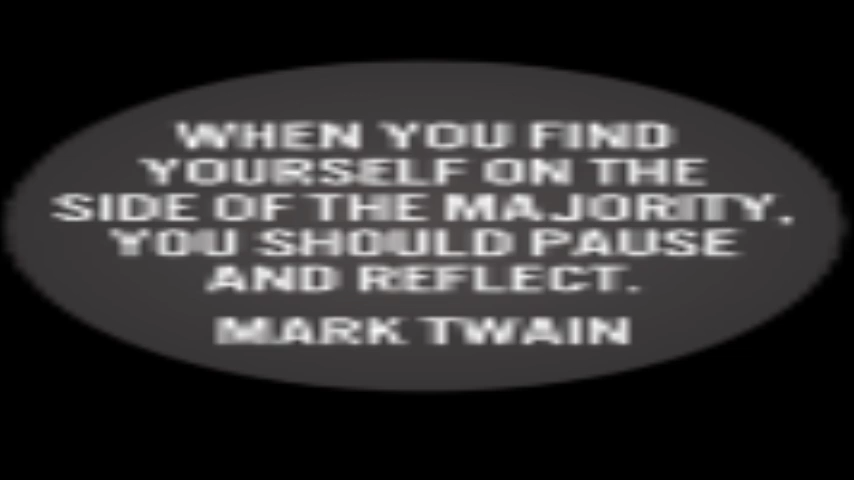 WHEN YOU FIND
YOURSELF ON THE
SIDE OF THE MAJORITY,
YOU SHOULD PAUSE
AND REFLECT.
MARK TWAIN